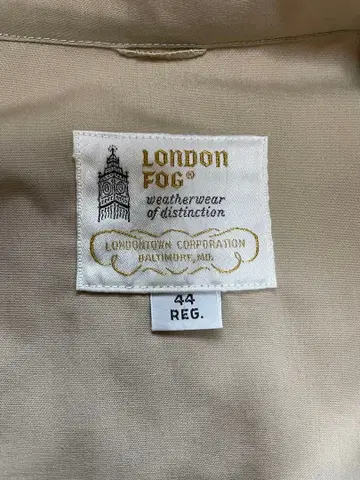 LONDON
FOG®
weatherwear
of distinction
LONDONTOWN CORPORATION
BALTIMORE, MD.
44
REG.